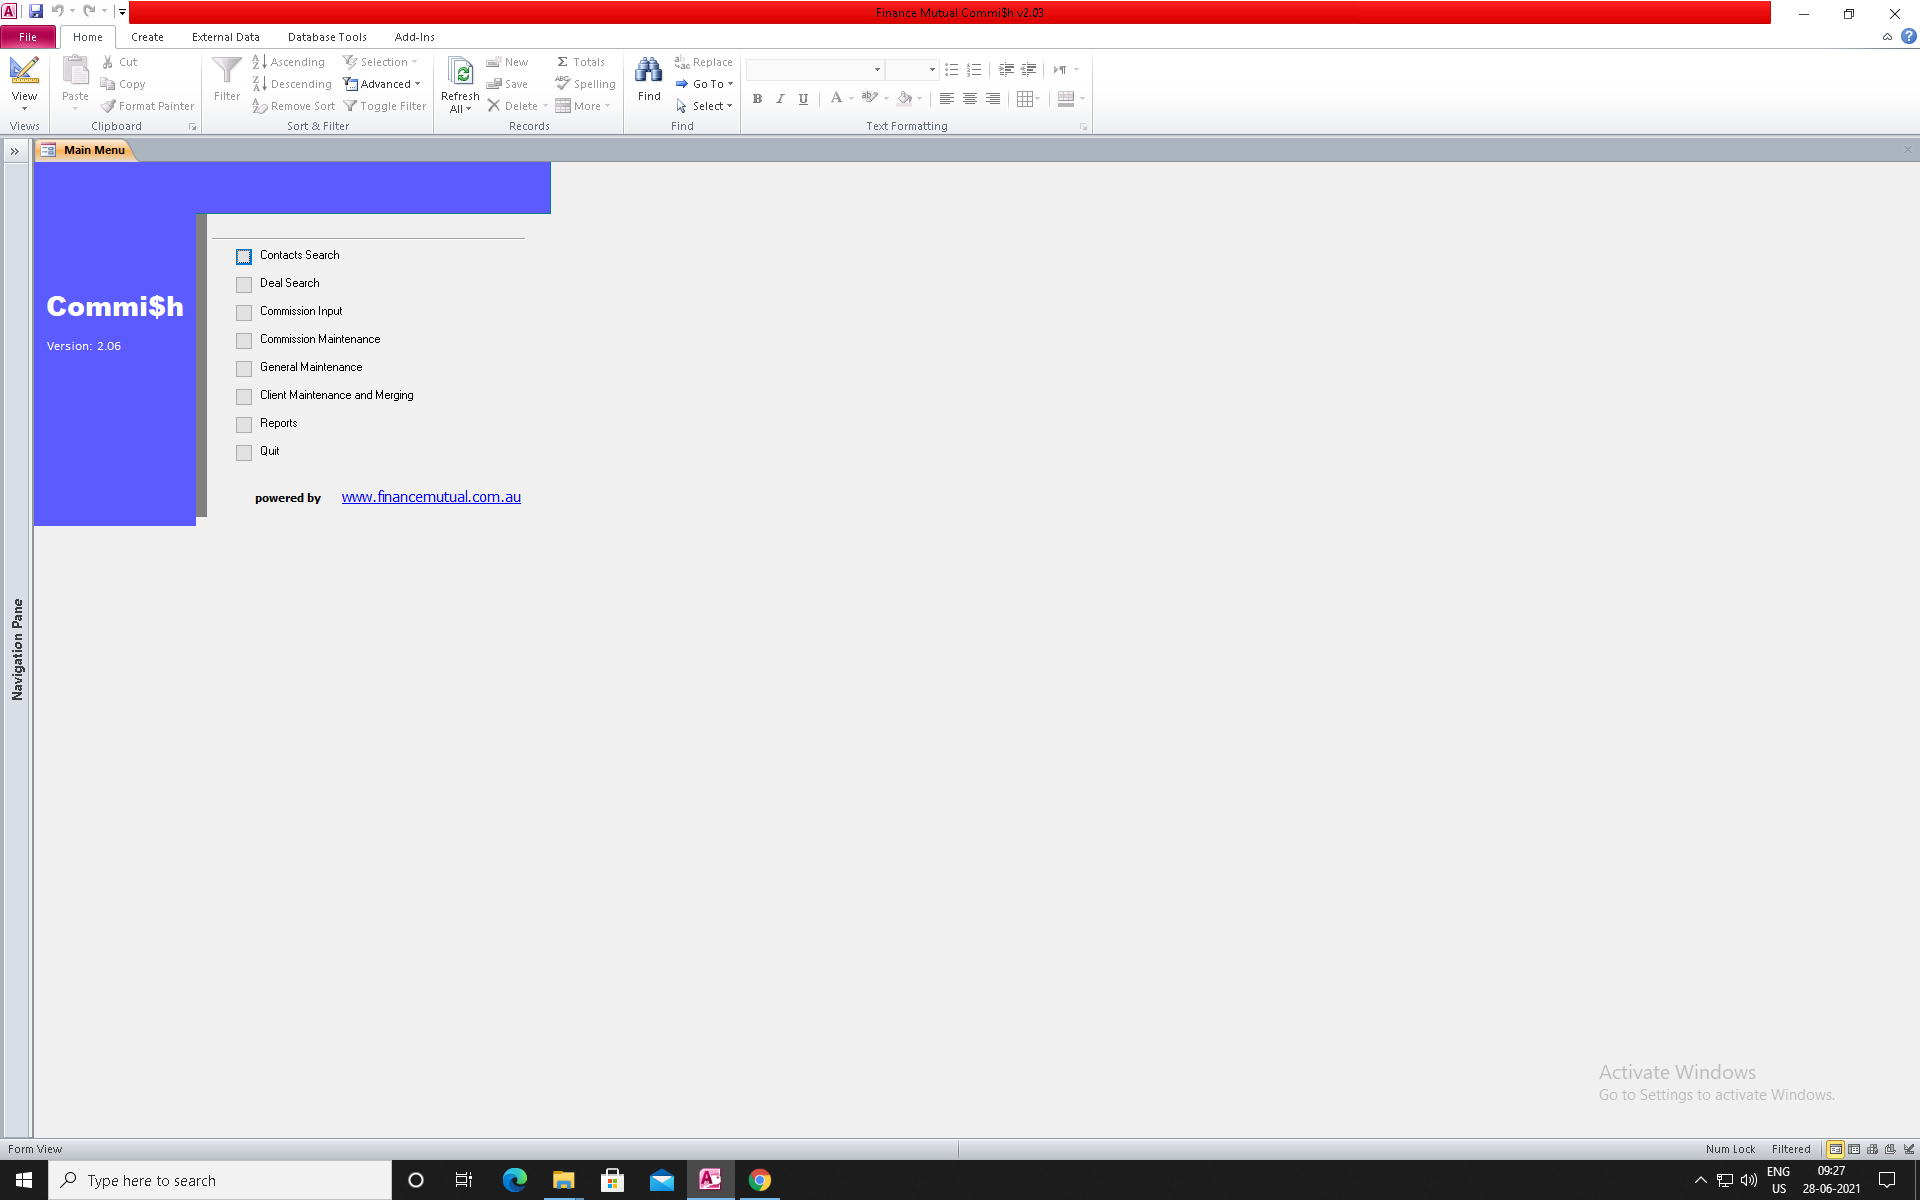 Finance Mutual Commi$h v2.03
File Home Create External Data Database Tools Add-Ins
View
Views
Paste
Cut
Copy
Format Painter
Clipboard
Filter
Ascending
Descending
Remove Sort
Selection
Advanced
Toggle Filter
Sort & Filter
Refresh
All
New
Save
Delete
Totals
Spelling
More
Records
Find
Replace
Go To
Select
Find
B I U A
Text Formatting
Main Menu
Navigation Pane
Commi$h
Version: 2.06
Contacts Search
Deal Search
Commission Input
Commission Maintenance
General Maintenance
Client Maintenance and Merging
Reports
Quit
powered by www.financemutual.com.au
Activate Windows
Go to Settings to activate Windows.
Form View
Num Lock Filtered
Type here to search
ENG
US
09:27
28-06-2021